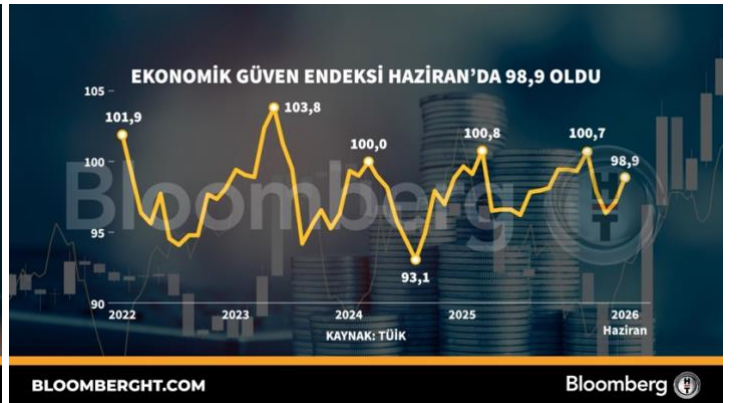 EKONOMİK GÜVEN ENDEKSİ HAZİRAN'DA 98,9 OLDU
105
101,9
103,8
100
100,0
100,8
100,7
98,9
Bloomberg
HT
95
93,1
90
2022
2023
2024
2025
2026
Haziran
KAYNAK: TÜİK
BLOOMBERGHT.COM
Bloomberg HT